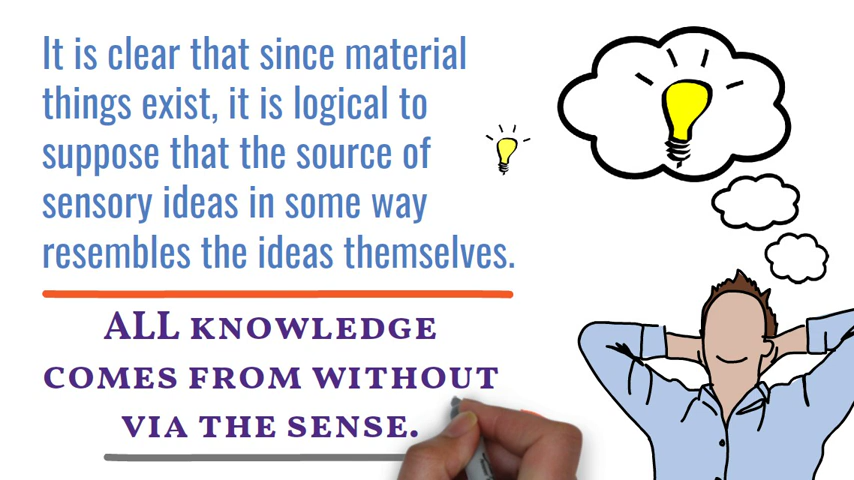 It is clear that since material
things exist, it is logical to
suppose that the source of
sensory ideas in some way
resembles the ideas themselves.
ALL KNOWLEDGE
COMES FROM WITHOUT
VIA THE SENSE.